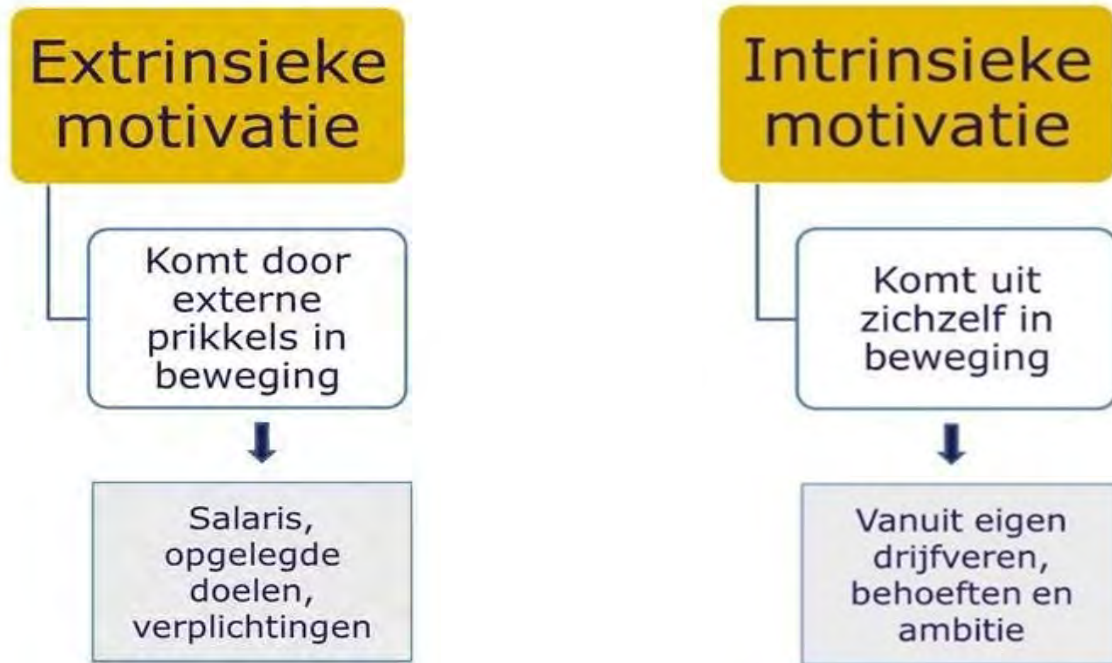 Extrinsieke
motivatie
Komt door
externe
prikkels in
beweging
Salaris,
opgelegde
doelen,
verplichtingen
Intrinsieke
motivatie
Komt uit
zichzelf in
beweging
Vanuit eigen
drijfveren,
behoeften en
ambitie